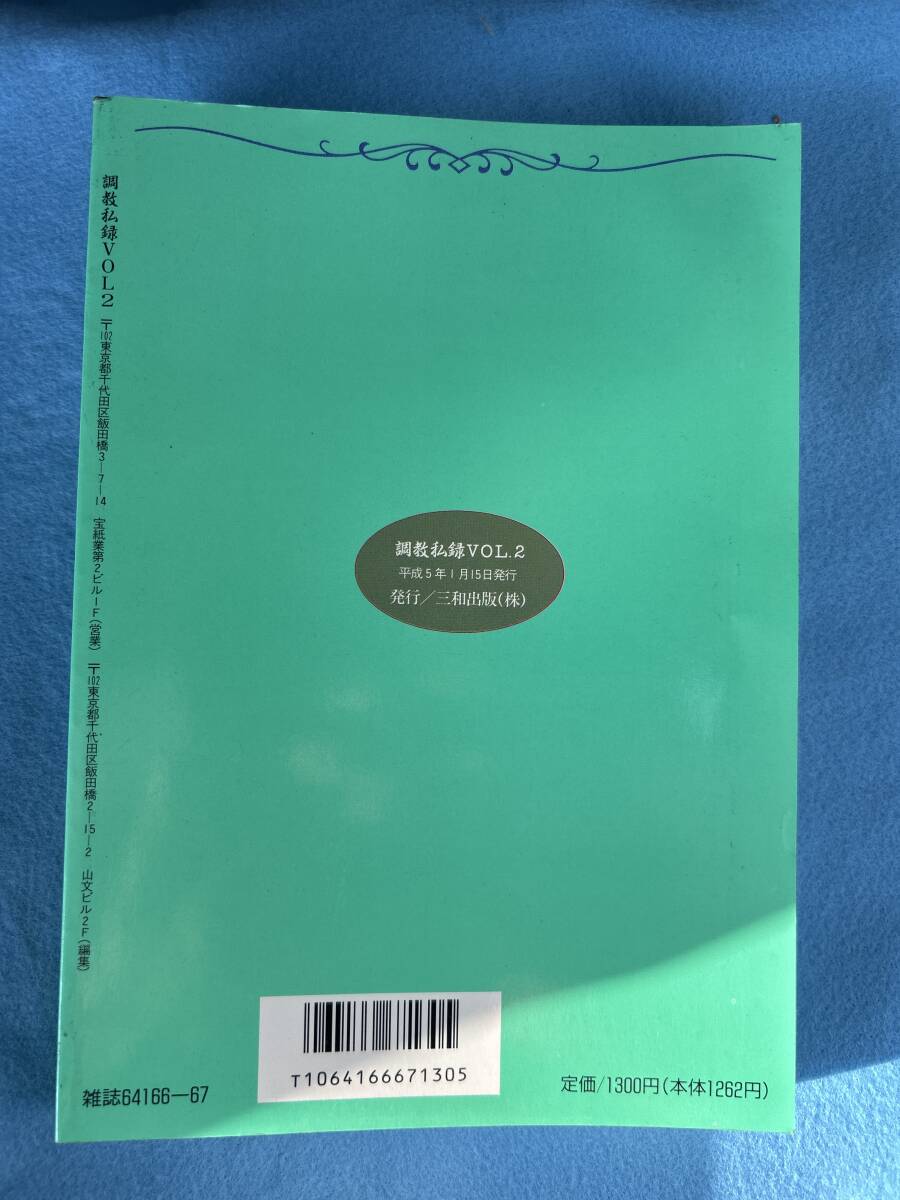 調教私録VOL2 〒102東京都千代田区飯田橋3―7―14 宝紙業第2ビル1F(営業) 〒102東京都千代田区飯田橋2―15―2 山文ビル2F(編集)
調教私録VOL.2
平成5年1月15日発行
発行/三和出版(株)
T1064166671305
雑誌64166―67
定価/1300円(本体1262円)